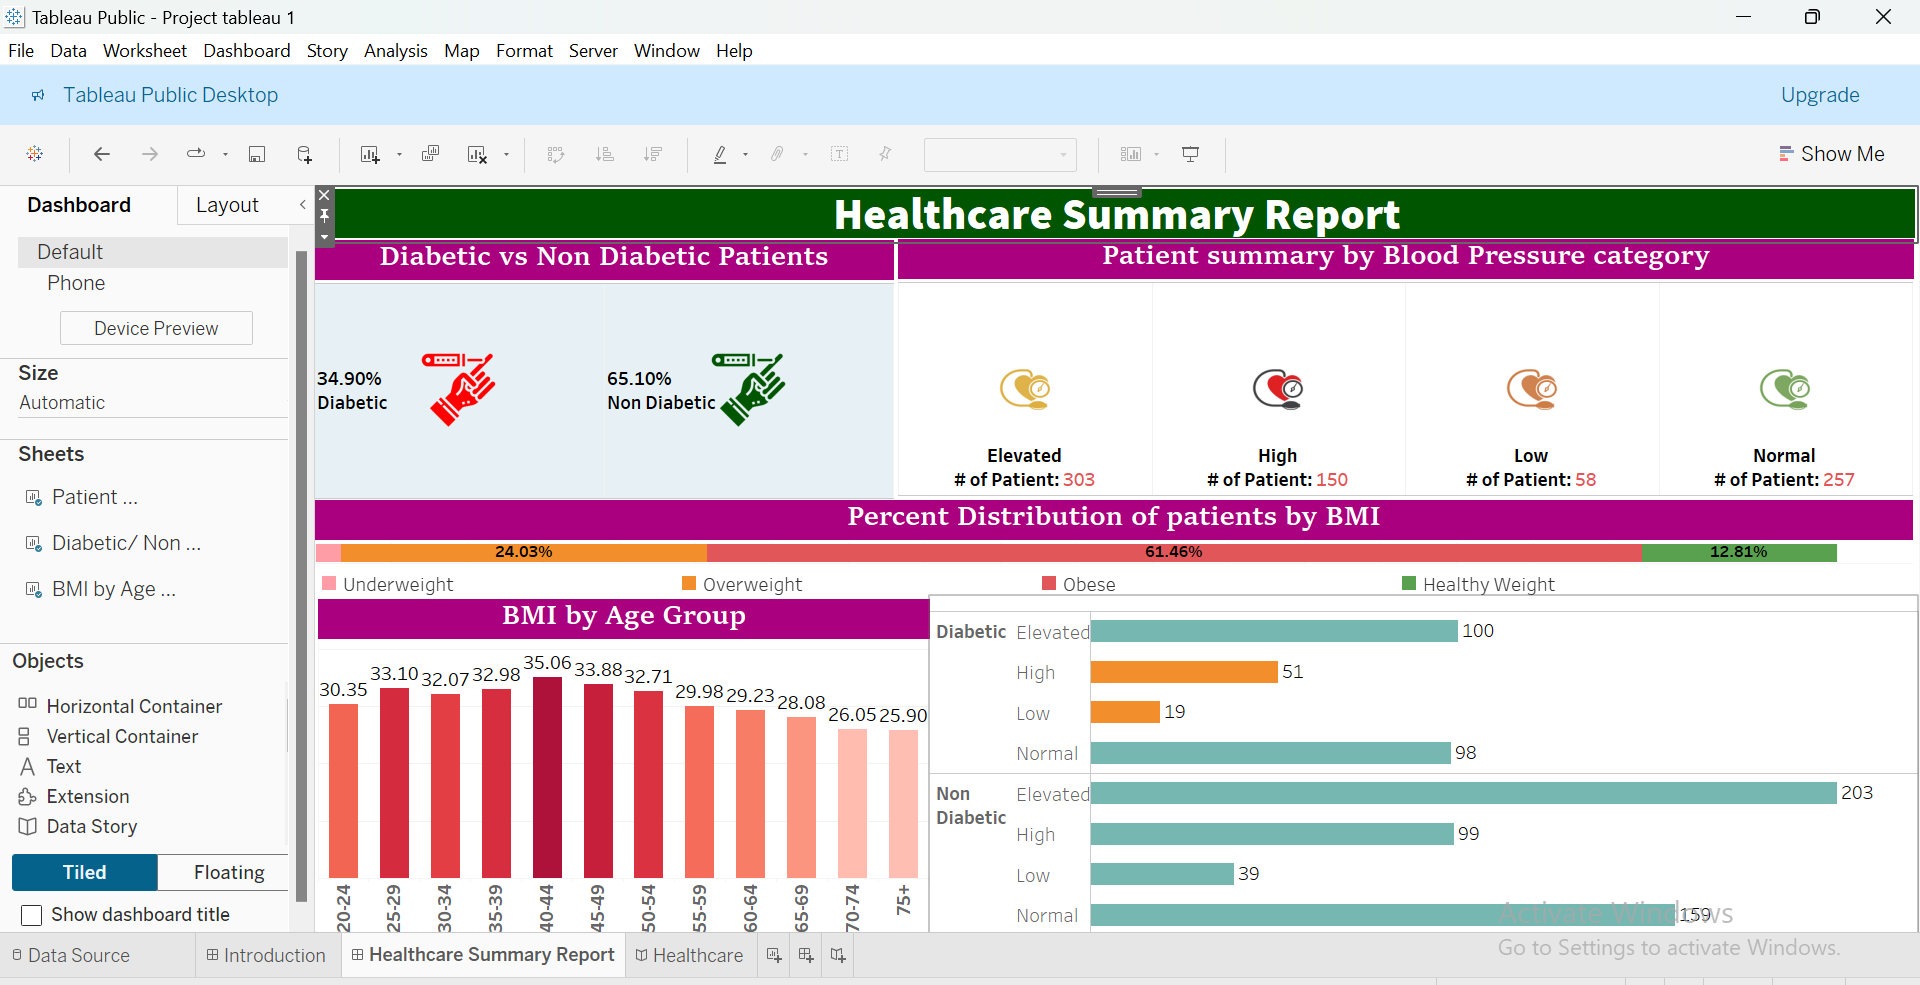 Tableau Public - Project tableau 1
File Data Worksheet Dashboard Story Analysis Map Format Server Window Help
Tableau Public Desktop
Upgrade
Show Me
Dashboard
Layout
Default
Phone
Device Preview
Size
Automatic
Sheets
Patient ...
Diabetic/ Non ...
BMI by Age ...
Objects
Horizontal Container
Vertical Container
Text
Extension
Data Story
Tiled
Floating
Show dashboard title
Healthcare Summary Report
Diabetic vs Non Diabetic Patients
34.90%
Diabetic
65.10%
Non Diabetic
Patient summary by Blood Pressure category
Elevated
# of Patient: 303
High
# of Patient: 150
Low
# of Patient: 58
Normal
# of Patient: 257
Percent Distribution of patients by BMI
24.03% 61.46% 12.81%
Underweight Overweight Obese Healthy Weight
BMI by Age Group
30.35 33.10 32.07 32.98 35.06 33.88 32.71 29.98 29.23 28.08 26.05 25.90
20-24 25-29 30-34 35-39 40-44 45-49 50-54 55-59 60-64 65-69 70-74 75+
Diabetic Elevated 100
High 51
Low 19
Normal 98
Non
Diabetic
Elevated 203
High 99
Low 39
Normal 159
Activate Windows
Go to Settings to activate Windows.
Data Source Introduction Healthcare Summary Report Healthcare